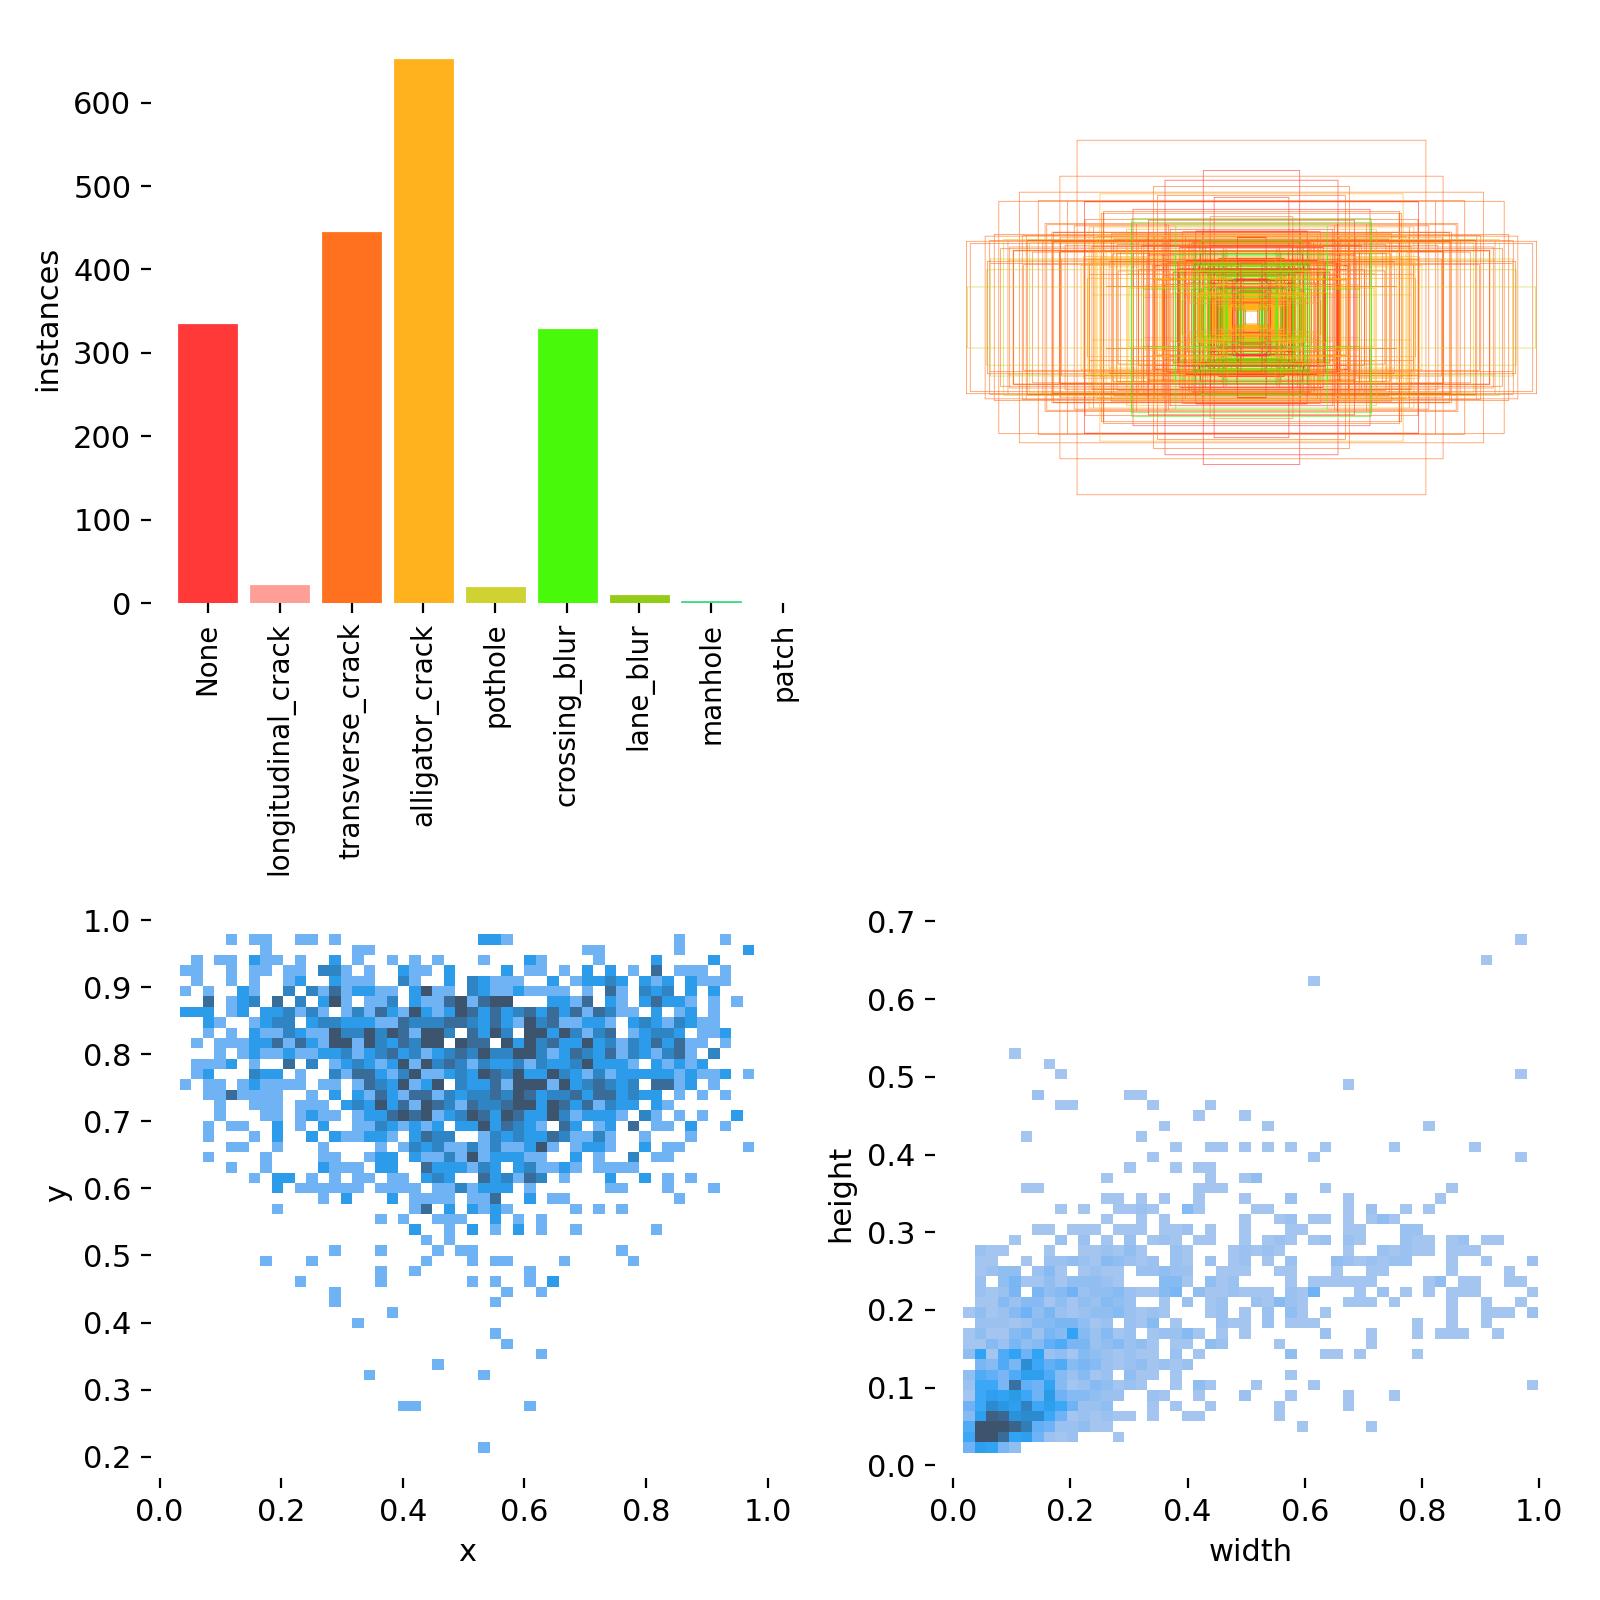 600
500
400
300
200
100
0
instances
None
longitudinal_crack
transverse_crack
alligator_crack
pothole
crossing_blur
lane_blur
manhole
patch
1.0
0.9
0.8
0.7
0.6
0.5
0.4
0.3
0.2
y
0.0 0.2 0.4 0.6 0.8 1.0
x
0.7
0.6
0.5
0.4
0.3
0.2
0.1
0.0
height
0.0 0.2 0.4 0.6 0.8 1.0
width